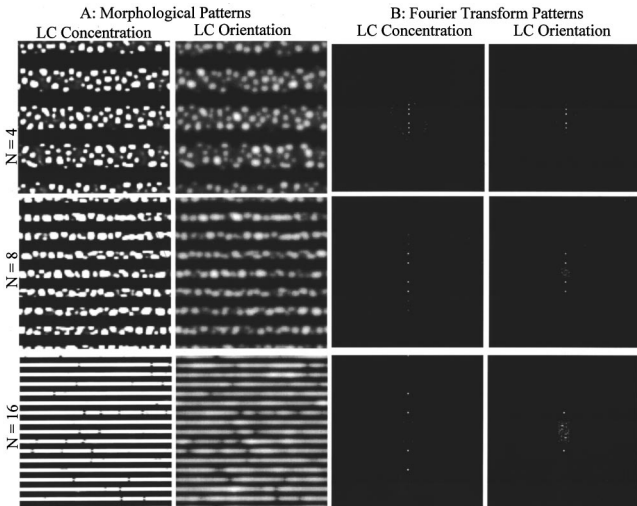 A: Morphological Patterns
B: Fourier Transform Patterns
LC Concentration
LC Orientation
LC Concentration
LC Orientation
N = 4
N = 8
N = 16